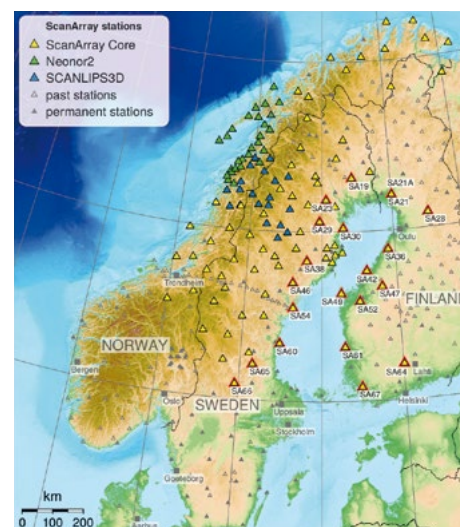 ScanArray stations
ScanArray Core
Neonor2
SCANLIPS3D
past stations
permanent stations
SA19
SA21A
SA21
SA23
SA28
SA29
SA30
Oulu
SA36
SA38
SA42
SA46
SA47
SA49
SA52
FINLAND
Trondheim
SA54
NORWAY
SA60
SA61
Bergen
SA65
SA64
Lahti
SA66
SA67
Oslo
SWEDEN
Helsinki
Uppsala
Stockholm
Goeteborg
km
0 100 200
Aarhus